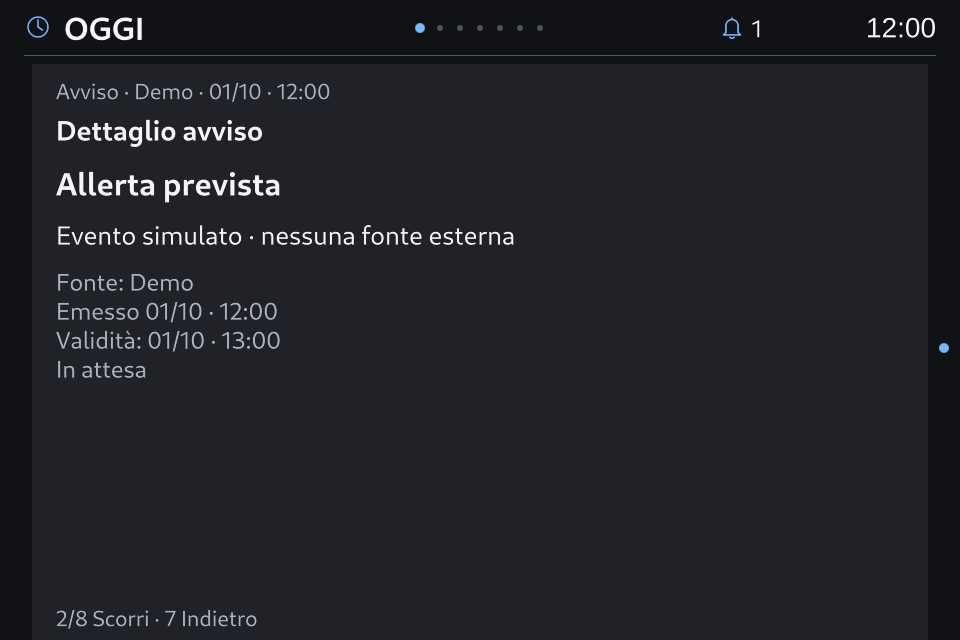 OGGI
1
12:00
Avviso · Demo · 01/10 · 12:00
Dettaglio avviso
Allerta prevista
Evento simulato · nessuna fonte esterna
Fonte: Demo
Emesso 01/10 · 12:00
Validità: 01/10 · 13:00
In attesa
2/8 Scorri · 7 Indietro